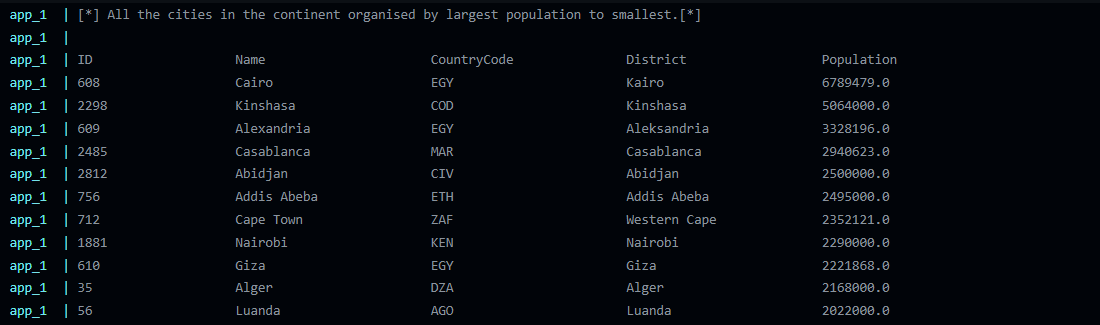 app_1 | [*] All the cities in the continent organised by largest population to smallest.[*]
app_1 |
app_1 | ID Name CountryCode District Population
app_1 | 608 Cairo EGY Kairo 6789479.0
app_1 | 2298 Kinshasa COD Kinshasa 5064000.0
app_1 | 609 Alexandria EGY Aleksandria 3328196.0
app_1 | 2485 Casablanca MAR Casablanca 2940623.0
app_1 | 2812 Abidjan CIV Abidjan 2500000.0
app_1 | 756 Addis Abeba ETH Addis Abeba 2495000.0
app_1 | 712 Cape Town ZAF Western Cape 2352121.0
app_1 | 1881 Nairobi KEN Nairobi 2290000.0
app_1 | 610 Giza EGY Giza 2221868.0
app_1 | 35 Alger DZA Alger 2168000.0
app_1 | 56 Luanda AGO Luanda 2022000.0